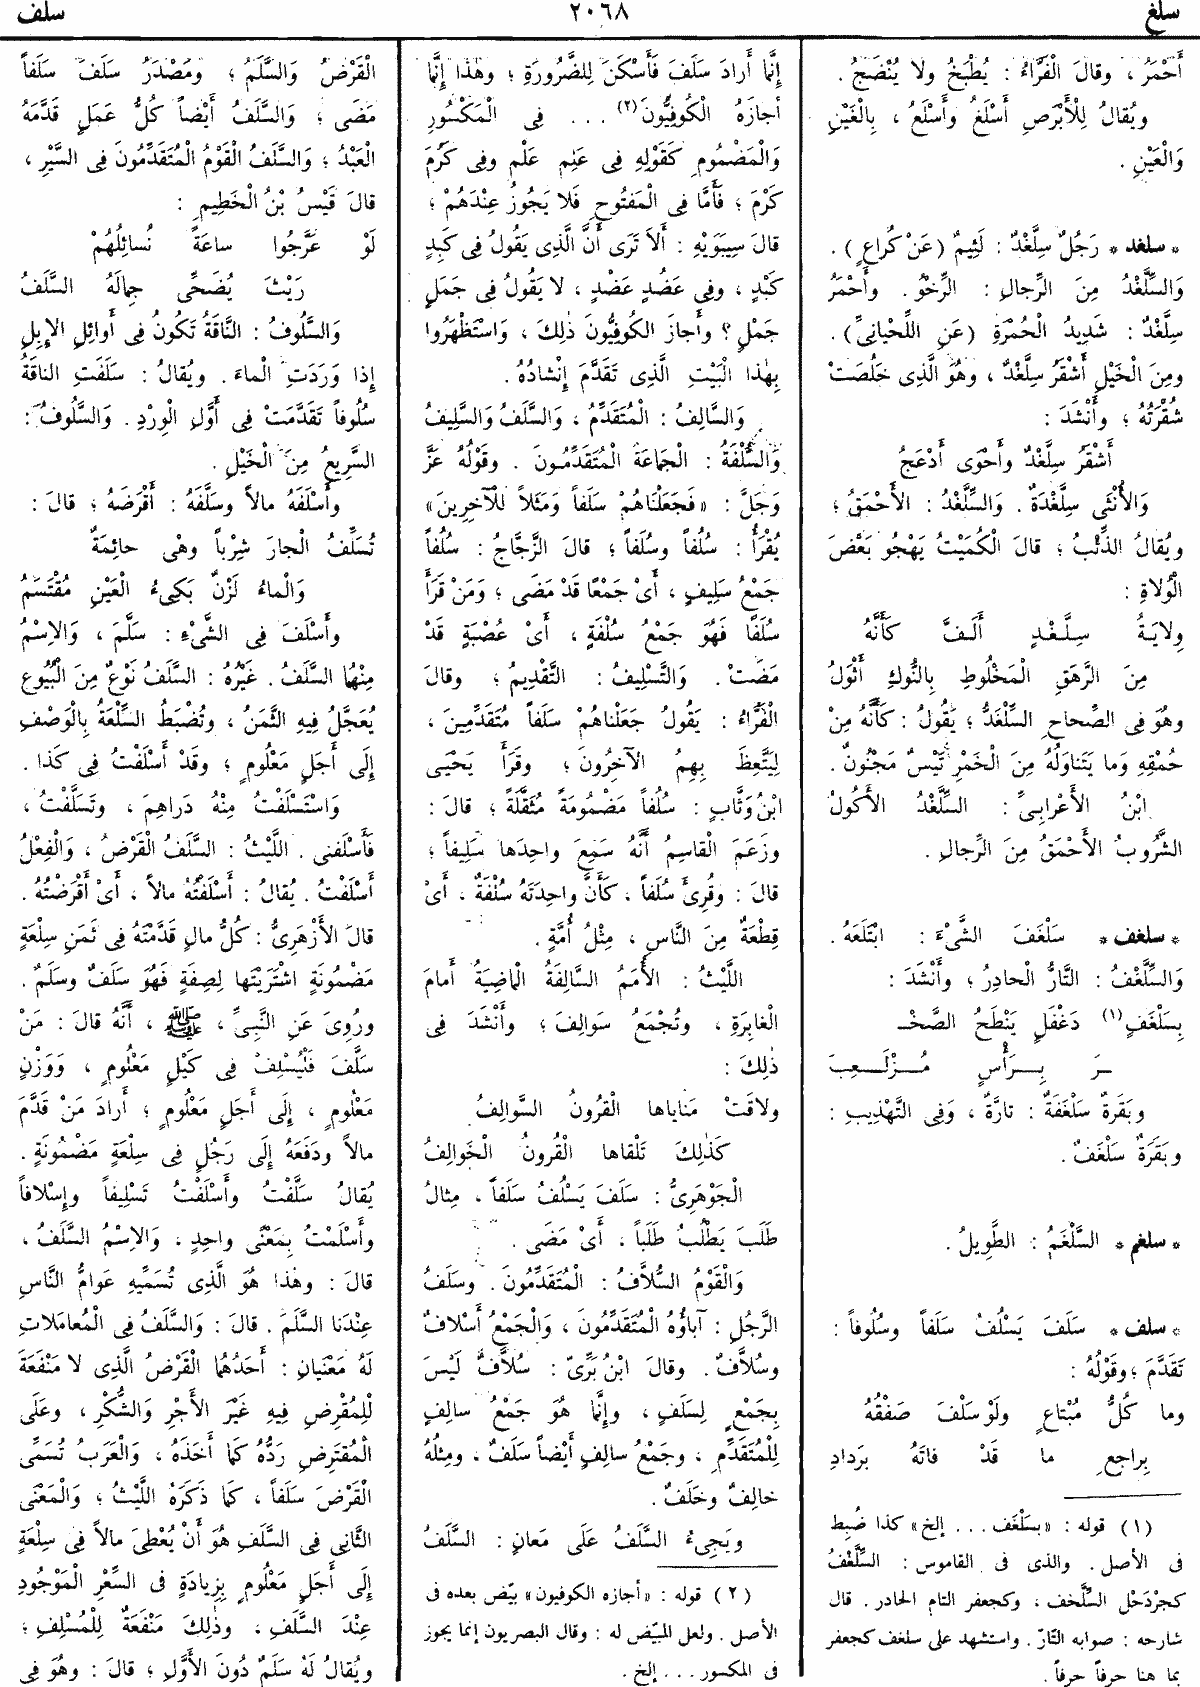 سلغ
٢٠٦٨
سلف
أَحْمَرُ ، وقالَ الْفَرَّاءُ : يُطْبَخُ ولا يُنْضَجُ .
ويُقالُ لِلْأَبْرَصِ أَسْلَغُ وأَسْلَعُ ، بِالْغَيْنِ
وَالْعَيْنِ .
* سلغد * رَجُلٌ سِلَّغْدٌ : لَئِيمٌ (عَنْ كُراعٍ) .
وَالسِّلَّغْدُ مِنَ الرِّجالِ : الرِّخْوُ . وأَحْمَرُ
سِلَّغْدٌ : شَدِيدُ الْحُمْرَةِ (عَنِ اللِّحْيانِىِّ) .
ومِنَ الْخَيْلِ أَشْقَرُ سِلَّغْدٌ ، وهُوَ الَّذِى خَلُصَتْ
شُقْرَتُهُ ؛ وأَنْشَدَ :
أَشْقَرُ سِلَّغْدٌ وأَحْوَى أَدْعَجُ
وَالأُنْثَى سِلَّغْدَةٌ . وَالسِّلَّغْدُ : الأَحْمَقُ ؛
ويُقالُ الذِّئْبُ ؛ قالَ الْكُمَيْتُ يَهْجُو بَعْضَ
الْوُلاةِ :
وِلايَةُ سِلَّغْدٍ أَلَفَّ كَأَنَّهُ
مِنَ الرَّهَقِ الْمَخْلُوطِ بِالنُّوكِ أَثْوَلُ
وهُوَ فِى الصِّحاحِ السِّلَّغَدُّ ؛ يَقُولُ : كَأَنَّهُ مِنْ
حُمْقِهِ وَما يَتَناوَلُهُ مِنَ الْخَمْرِ تَيْسٌ مَجْنُونٌ .
ابْنُ الأَعْرابِىِّ : السِّلَّغْدُ الأَكُولُ
الشَّرُوبُ الأَحْمَقُ مِنَ الرِّجالِ .
* سلغف * سَلْغَفَ الشَّىْءَ : ابْتَلَعَهُ .
وَالسِّلَّغْفُ : التَّارُّ الْحادِرُ ؛ وأَنْشَدَ :
بِسَلْغَفٍ(١) دَغْفَلٍ يَنْطَحُ الصَّخْـ
ـرَ بِرَأْسٍ مُزْلَعِبّ
وبَقَرَةٌ سَلْغَفَةٌ : تارَّةٌ ، وَفِى التَّهْذِيبِ :
وبَقَرَةٌ سَلْغَفٌ .
* سلغم * السَّلْغَمُ : الطَّوِيلُ .
* سلف * سَلَفَ يَسْلُفُ سَلَفاً وسُلُوفاً :
تَقَدَّمَ ؛ وقَوْلُهُ :
وما كُلُّ مُبْتاعٍ ولَوْ سَلْفَ صَفْقُهُ
بِراجِعِ ما قَدْ فاتَهُ بَردادِ
(١) قوله : «بسَلْغَف ... إلخ» كذا ضُبِط
فى الأصل . والذى فى القاموس : السِّلَّغْفُ
كجِرْدَحْلٍ السِّلَّخف ، وكجعفر التام الحادر . قال
شارحه : صوابه التَّارّ . واستشهد على سلغف كجعفر
بما هنا حرفاً حرفاً .
إِنَّما أَرادَ سَلَفَ فَأَسْكَنَ لِلضَّرُورَةِ ؛ وهٰذا إِنَّما
أَجازَهُ الْكُوفِيُّونَ(٢) ... فِى الْمَكْسُورِ
وَالْمَضْمُومِ كَقَوْلِهِ فِى عَلِمِ عَلْم وفِى كَرُمَ
كَرْمَ ؛ فَأَمَّا فِى الْمَفْتُوحِ فَلا يَجُوزُ عِنْدَهُمْ ؛
قالَ سِيبَوَيْهِ : أَلاَ تَرَى أَنَّ الَّذِى يَقُولُ فِى كَبِدٍ
كَبْدٍ ، وفِى عَضُدٍ عَضْدٍ ، لا يَقُولُ فِى جَمَلٍ
جَمْلٍ ؟ وأَجازَ الكُوفِيُّونَ ذٰلِكَ ، وَاسْتَظْهَرُوا
بِهٰذا الْبَيْتِ الَّذِى تَقَدَّمَ إِنْشادُهُ .
وَالسَّالِفُ : الْمُتَقَدِّمُ ، وَالسَّلَفُ وَالسَّلِيفُ
وَالسُّلْفَةُ : الْجَماعَةُ الْمُتَقَدِّمُونَ . وقَوْلُهُ عَزَّ
وَجَلَّ : «فَجَعَلْناهُمْ سَلَفاً وَمَثَلاً لِلْآخِرِينَ»
يُقْرَأُ : سُلُفاً وسُلَفاً ؛ قالَ الزَّجَّاجُ : سُلُفاً
جَمْعُ سَلِيفٍ ، أَىْ جَمْعًا قَدْ مَضَى ؛ وَمَنْ قَرَأَ
سُلَفًا فَهُوَ جَمْعُ سُلْفَةٍ ، أَىْ عُصْبَةٍ قَدْ
مَضَتْ . وَالتَّسْلِيفُ : التَّقْدِيمُ ؛ وقالَ
الْفَرَّاءُ : يَقُولُ جَعَلْناهُمْ سَلَفاً مُتَقَدِّمِينَ ،
لِيَتَّعِظَ بِهِمُ الآخِرُونَ ؛ وقَرَأَ يَحْيَى
ابْنُ وَثَّابٍ : سُلُفاً مَضْمُومَةً مُثَقَّلَةً ؛ قالَ :
وزَعَمَ الْقاسِمُ أَنَّهُ سَمِعَ واحِدَها سَلِيفاً ؛
قالَ : وقُرِئَ سُلَفاً ، كَأَنَّ واحِدَتَهُ سُلْفَةٌ ، أَىْ
قِطْعَةٌ مِنَ النَّاسِ ، مِثْلُ أُمَّةٍ .
اللَّيْثُ : الأُمَمُ السَّالِفَةُ الْماضِيَةُ أَمامَ
الْغابِرَةِ ، وتُجْمَعُ سَوالِفَ ؛ وأَنْشَدَ فِى
ذٰلِكَ :
ولاقَتْ مَناياها الْقُرُونُ السَّوالِفُ
كَذٰلِكَ تَلْقاها الْقُرونُ الْخَوالِفُ
الْجَوْهَرِىُّ : سَلَفَ يَسْلُفُ سَلَفاً ، مِثالُ
طَلَبَ يَطْلُبُ طَلَباً ، أَىْ مَضَى .
وَالْقَوْمُ السُّلاَّفُ : الْمُتَقَدِّمُونَ . وسَلَفُ
الرَّجُلِ : آباؤُهُ الْمُتَقَدِّمُونَ ، وَالْجَمْعُ أَسْلافٌ
وسُلاَّفٌ . وقالَ ابْنُ بَرِّىّ : سُلاَّفٌ لَيْسَ
بِجَمْعٍ لِسَلَفٍ ، وإِنَّما هُوَ جَمْعُ سالِفٍ
لِلْمُتَقَدِّمِ ، وجَمْعُ سالِفٍ أَيْضاً سَلَفٌ ، ومِثْلُهُ
خالِفٌ وخَلَفٌ .
ويَجِىءُ السَّلَفُ عَلَى مَعانٍ : السَّلَفُ
(٢) قوله : «أجازه الكوفيون» بيّض بعده فى
الأصل . ولعل المبيّض له : وقال البصريون إنما يجوز
فى المكسور ... إلخ .
الْقَرْضُ وَالسَّلَمُ ؛ ومَصْدَرُ سَلَفَ سَلَفاً
مَضَى ؛ وَالسَّلَفُ أَيْضاً كُلُّ عَمَلٍ قَدَّمَهُ
الْعَبْدُ ؛ وَالسَّلَفُ الْقَوْمُ الْمُتَقَدِّمُونَ فِى السَّيْرِ ،
قالَ قَيْسُ بْنُ الْخَطِيمِ :
لَوْ عَرَّجُوا ساعَةً نُسائِلُهُمْ
رَيْثَ يُضَحِّى جِمالَهُ السَّلَفُ
وَالسَّلُوفُ : النَّاقَةُ تَكُونُ فِى أَوائِلِ الإِبِلِ
إِذا وَرَدَتِ الْماءَ . ويُقالُ : سَلَفَتِ الناقَةُ
سُلُوفاً تَقَدَّمَتْ فِى أَوَّلِ الْوِرْدِ . وَالسَّلُوفُ :
السَّرِيعُ مِنَ الْخَيْلِ .
وأَسْلَفَهُ مالاً وسَلَّفَهُ : أَقْرَضَهُ ؛ قالَ :
تُسَلِّفُ الْجارَ شِرْباً وهْى حائِمَةٌ
وَالْماءُ لَزْنٌ بَكِىءُ الْعَيْنِ مُقْتَسَمُ
وأَسْلَفَ فِى الشَّىْءِ : سَلَّمَ ، وَالاِسْمُ
مِنْهُما السَّلَفُ . غَيْرُهُ : السَّلَفُ نَوْعٌ مِنَ الْبُيُوعِ
يُعَجَّلُ فِيهِ الثَّمَنُ ، وتُضْبَطُ السِّلْعَةُ بِالْوَصْفِ
إِلَى أَجَلٍ مَعْلُومٍ ؛ وقَدْ أَسْلَفْتُ فِى كَذا .
وَاسْتَسْلَفْتُ مِنْهُ دَراهِمَ ، وتَسَلَّفْتُ ،
فَأَسْلَفَنى . اللَّيْثُ : السَّلَفُ الْقَرْضُ ، وَالْفِعْلُ
أَسْلَفْتُ . يُقالُ : أَسْلَفْتُهُ مالاً ، أَىْ أَقْرَضْتُهُ .
قالَ الأَزْهَرِىُّ : كُلُّ مالٍ قَدَّمْتَهُ فِى ثَمَنِ سِلْعَةٍ
مَضْمُونَةٍ اشْتَرَيْتَها لِصِفَةٍ فَهُوَ سَلَفٌ وسَلَمٌ .
ورُوِىَ عَنِ النَّبِىِّ ، ﷺ ، أَنَّهُ قالَ : مَنْ
سَلَّفَ فَلْيُسْلِفْ فِى كَيْلٍ مَعْلُومٍ ، وَوَزْنٍ
مَعْلُومٍ ، إِلَى أَجَلٍ مَعْلُومٍ ؛ أَرادَ مَنْ قَدَّمَ
مالاً ودَفَعَهُ إِلَى رَجُلٍ فِى سِلْعَةٍ مَضْمُونَةٍ .
يُقالُ سَلَّفْتُ وأَسْلَفْتُ تَسْلِيفاً وإِسْلافاً
وأَسْلَمْتُ بِمَعْنًى واحِدٍ ، وَالاِسْمُ السَّلَفُ ،
قالَ : وهٰذا هُوَ الَّذِى تُسَمِّيهِ عَوامُّ النَّاسِ
عِنْدَنا السَّلَمَ . قالَ : وَالسَّلَفُ فِى الْمُعامَلاتِ
لَهُ مَعْنَيانِ : أَحَدُهُما الْقَرْضُ الَّذِى لا مَنْفَعَةَ
لِلْمُقْرِضِ فِيهِ غَيْرَ الأَجْرِ وَالشُّكْرِ ، وعَلَى
الْمُقْتَرِضِ رَدُّهُ كَما أَخَذَهُ ، وَالْعَرَبُ تُسَمِّى
الْقَرْضَ سَلَفاً ، كَما ذَكَرَهُ اللَّيْثُ ؛ وَالْمَعْنَى
الثَّانِى فِى السَّلَفِ هُوَ أَنْ يُعْطِىَ مالاً فِى سِلْعَةٍ
إِلَى أَجَلٍ مَعْلُومٍ بِزِيادَةٍ فى السِّعْرِ الْمَوْجُودِ
عِنْدَ السَّلَفِ ، وذٰلِكَ مَنْفَعَةٌ لِلْمُسْلِفِ ؛
ويُقالُ لَهُ سَلَمٌ دُونَ الأَوَّلِ ؛ قالَ : وهُوَ فِى